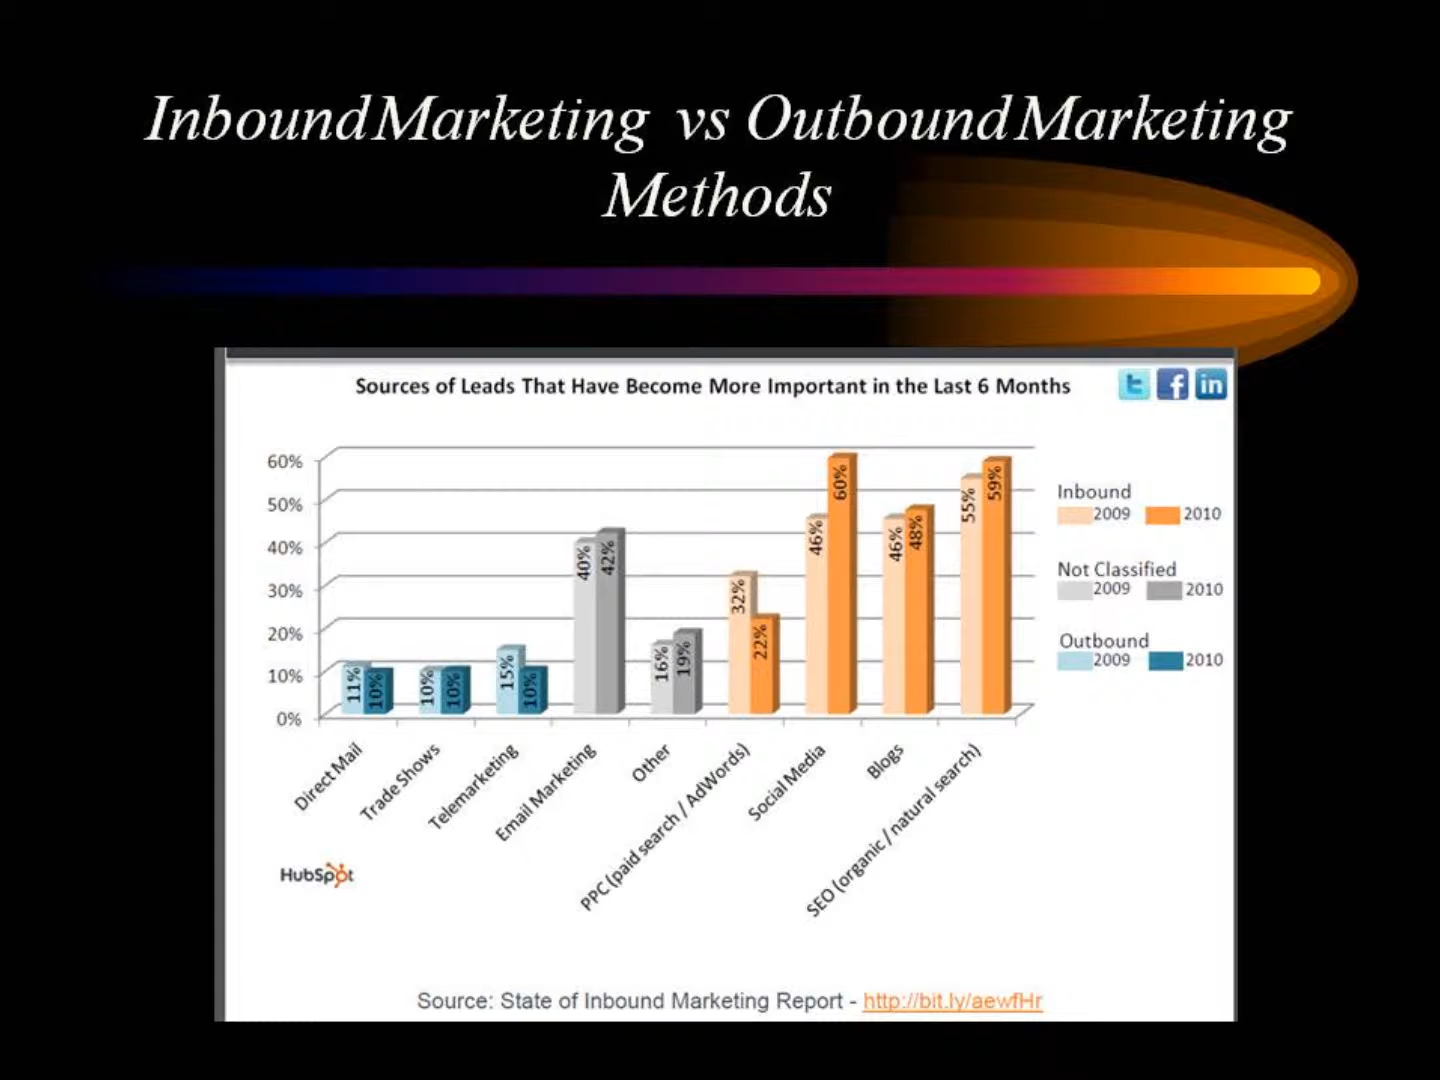 Inbound Marketing vs Outbound Marketing
Methods
Sources of Leads That Have Become More Important in the Last 6 Months
60%
50%
40%
30%
20%
10%
0%
11%
10%
10%
10%
15%
10%
40%
42%
16%
19%
32%
22%
46%
60%
46%
48%
55%
59%
Inbound
2009 2010
Not Classified
2009 2010
Outbound
2009 2010
Direct Mail
Trade Shows
Telemarketing
Email Marketing
Other
PPC (paid search / AdWords)
Social Media
Blogs
SEO (organic / natural search)
HubSpot
Source: State of Inbound Marketing Report - http://bit.ly/aewfHr